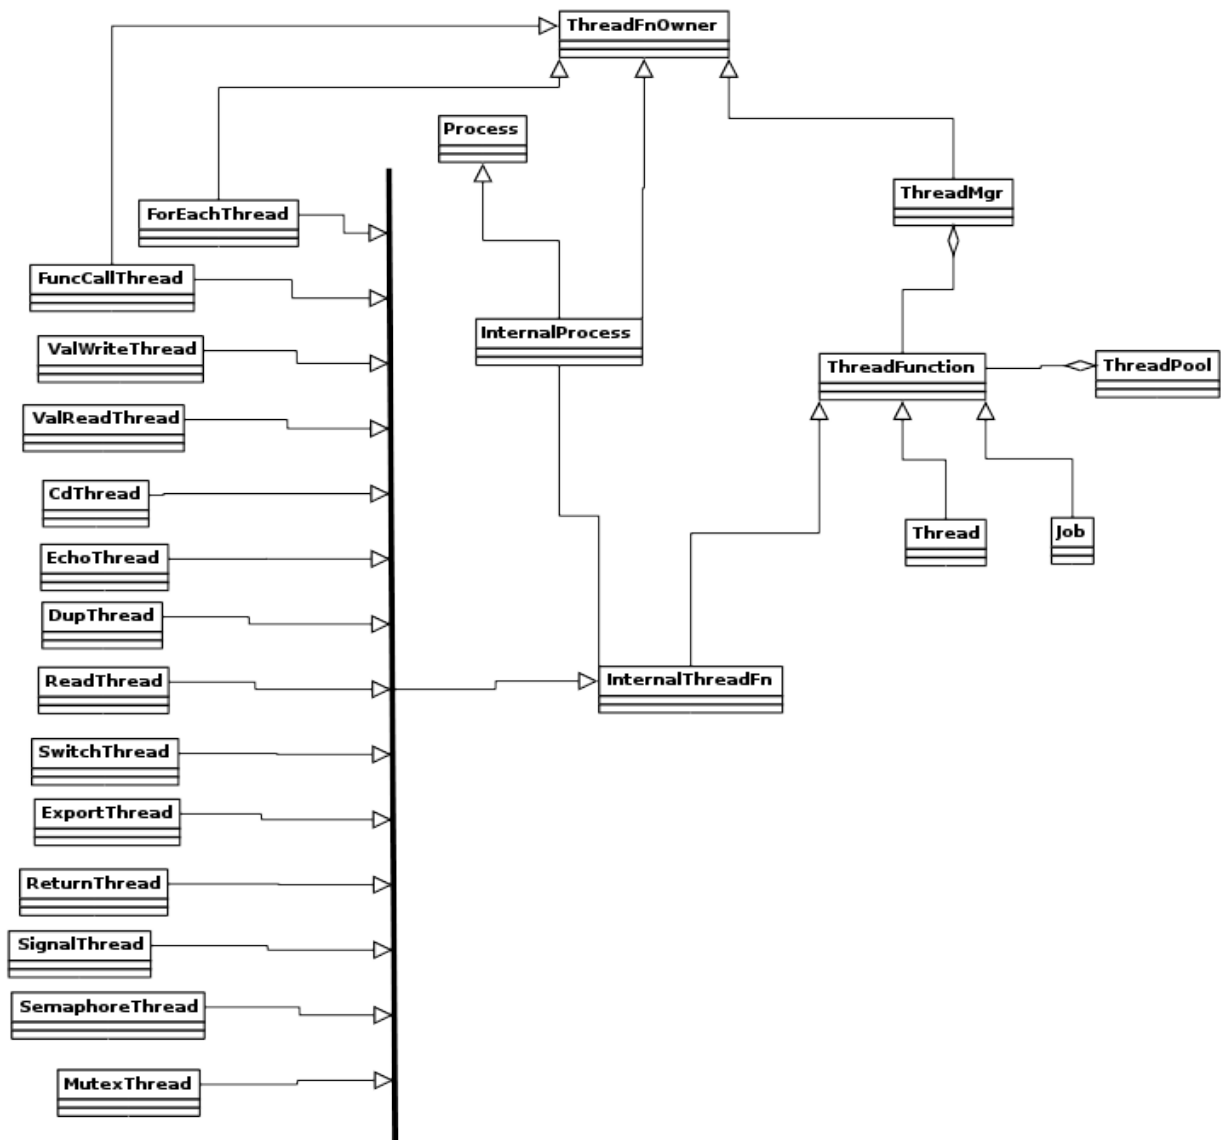 ThreadFnOwner
Process
ThreadMgr
ForEachThread
FuncCallThread
InternalProcess
ValWriteThread
ThreadFunction
ThreadPool
ValReadThread
CdThread
Thread
Job
EchoThread
DupThread
ReadThread
InternalThreadFn
SwitchThread
ExportThread
ReturnThread
SignalThread
SemaphoreThread
MutexThread